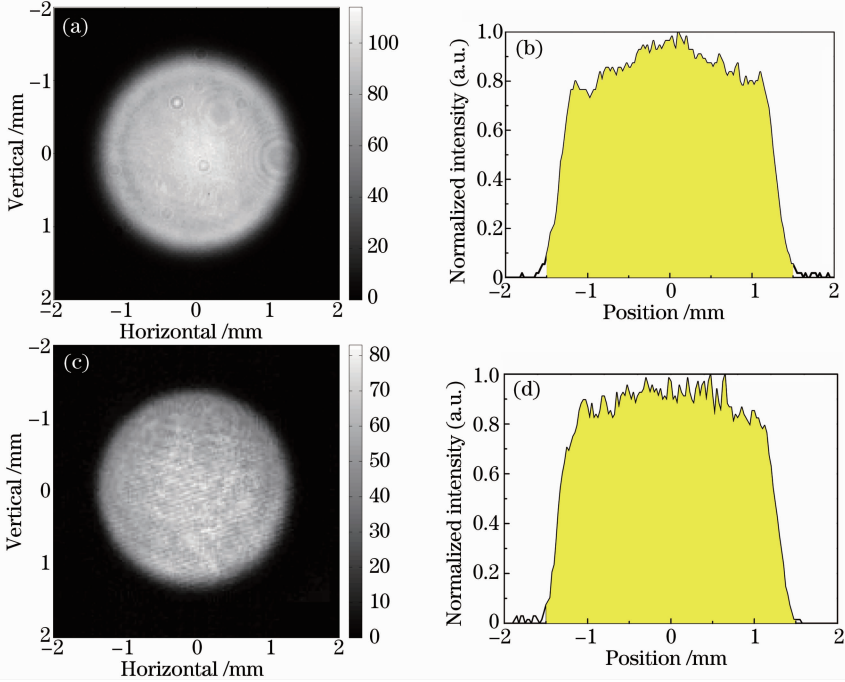 (a)
−2
−1
0
1
2
Vertical /mm
−2 −1 0 1 2
Horizontal /mm
100
80
60
40
20
0
(b)
1.0
0.8
0.6
0.4
0.2
0
Normalized intensity (a.u.)
−2 −1 0 1 2
Position /mm
(c)
−2
−1
0
1
2
Vertical /mm
−2 −1 0 1 2
Horizontal /mm
80
70
60
50
40
30
20
10
0
(d)
1.0
0.8
0.6
0.4
0.2
0
Normalized intensity (a.u.)
−2 −1 0 1 2
Position /mm